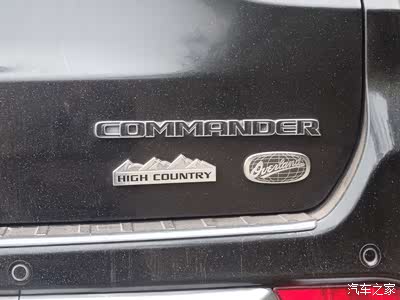 COMMANDER
HIGH COUNTRY
Overland
汽车之家